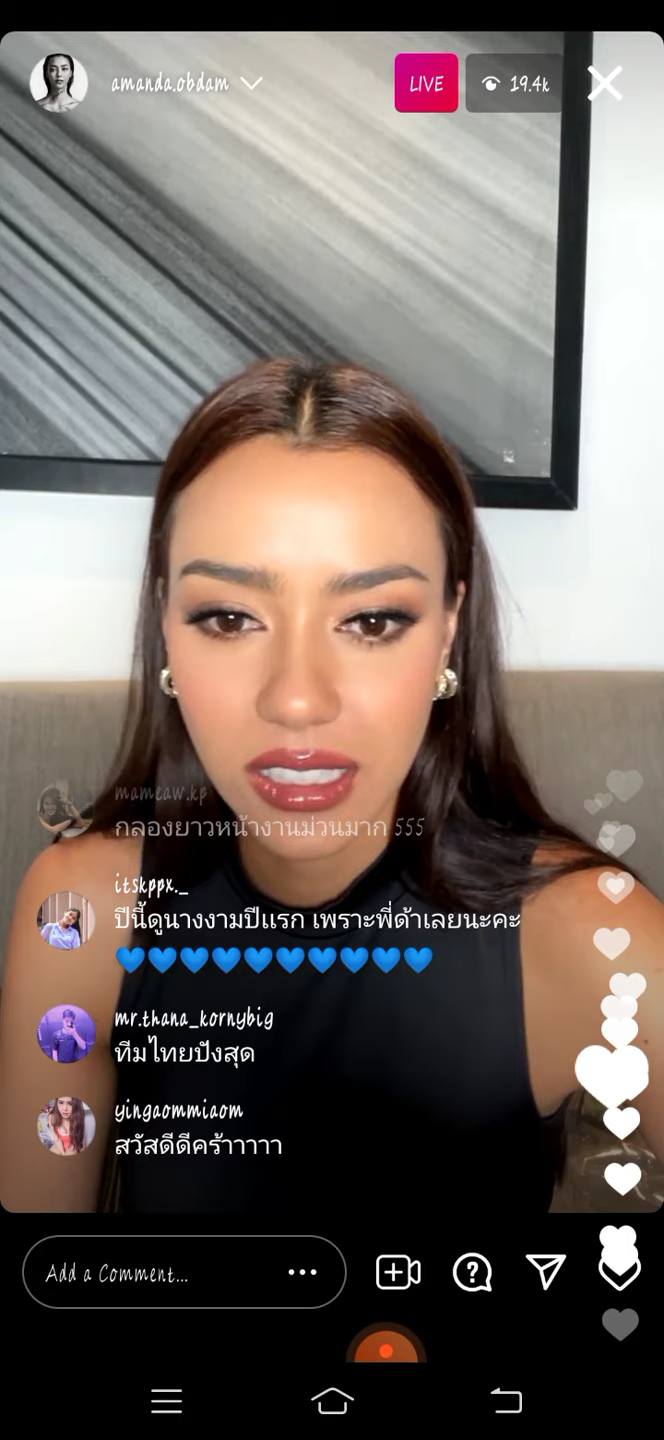 amanda.obdam
LIVE
19.4k
mameaw.kp
กลองยาวหน้างานม่วนมาก 555
itskppx._
ปีนี้ดูนางงามปีแรก เพราะพี่ด้าเลยนะคะ
💙💙💙💙💙💙💙💙💙💙
mr.thana_kornybig
ทีมไทยปังสุด
yingaommiaom
สวัสดีดีคร้าาาาา
Add a Comment...